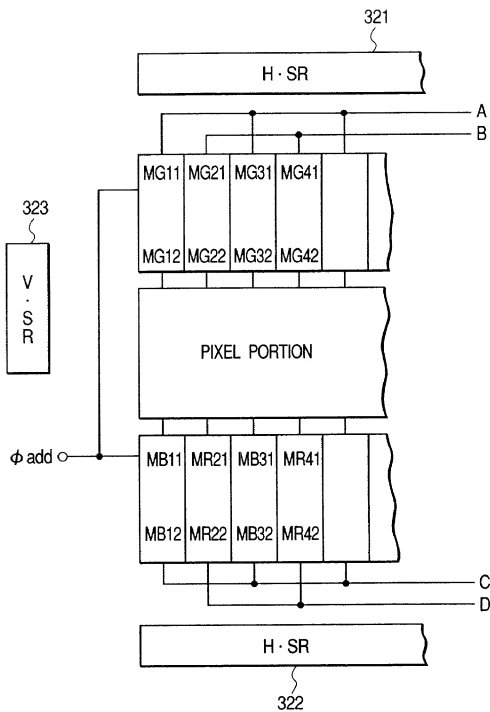 321
H · SR
A
B
MG11 MG21 MG31 MG41
323
MG12 MG22 MG32 MG42
V · SR
PIXEL PORTION
φ add
MB11 MR21 MB31 MR41
MB12 MR22 MB32 MR42
C
D
H · SR
322